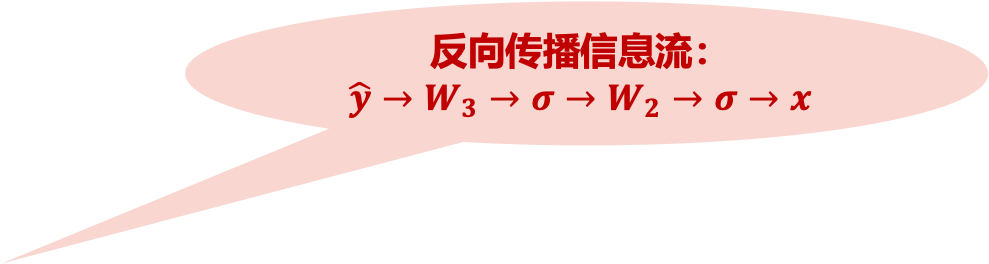 反向传播信息流：
ŷ → W₃ → σ → W₂ → σ → x